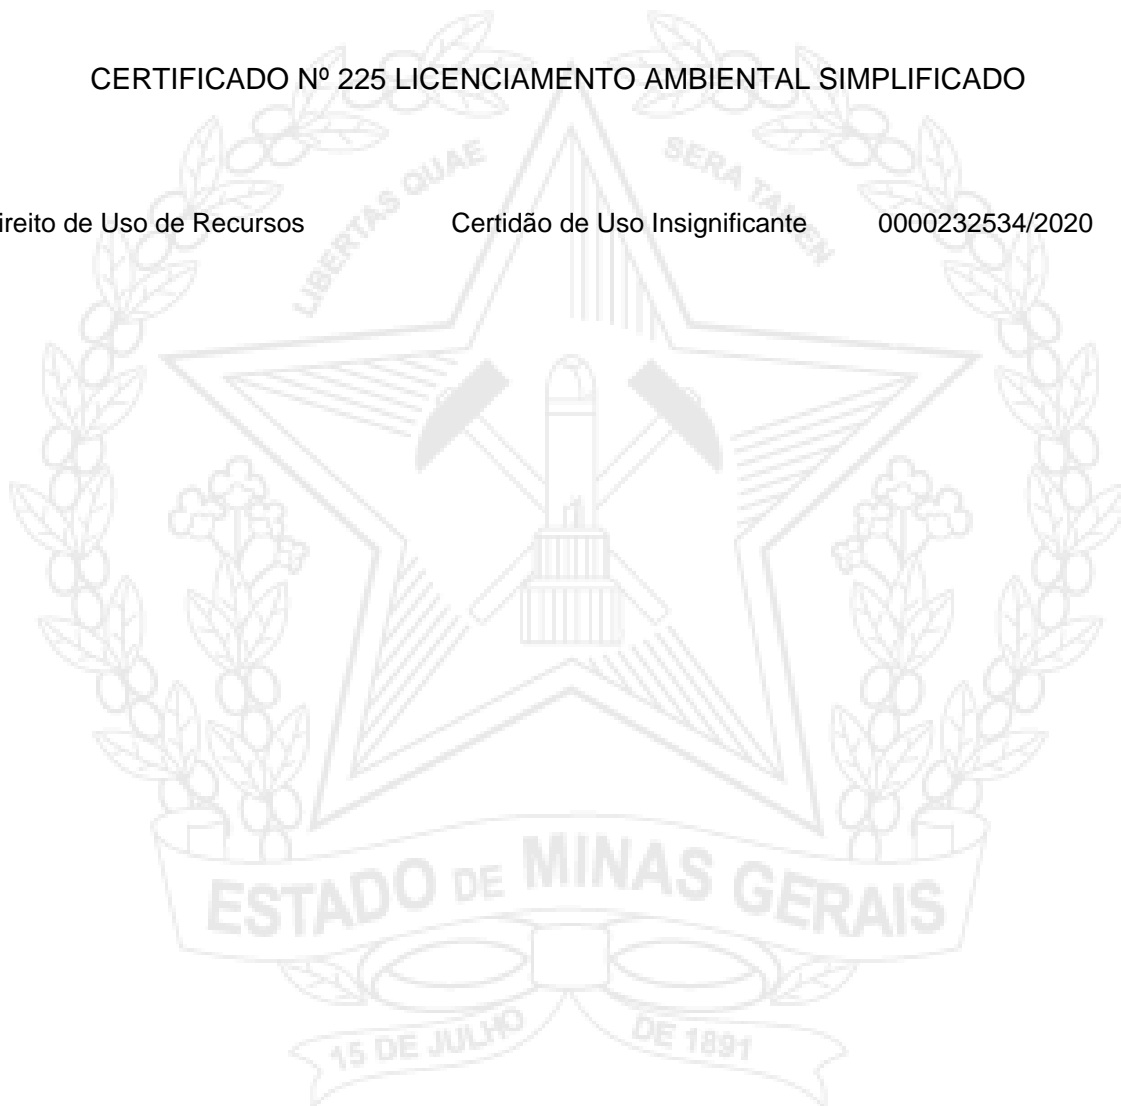 CERTIFICADO Nº 225 LICENCIAMENTO AMBIENTAL SIMPLIFICADO
LIBERTAS QUAE SERA TAMEN
ireito de Uso de Recursos Certidão de Uso Insignificante 0000232534/2020
ESTADO DE MINAS GERAIS
15 DE JULHO DE 1891